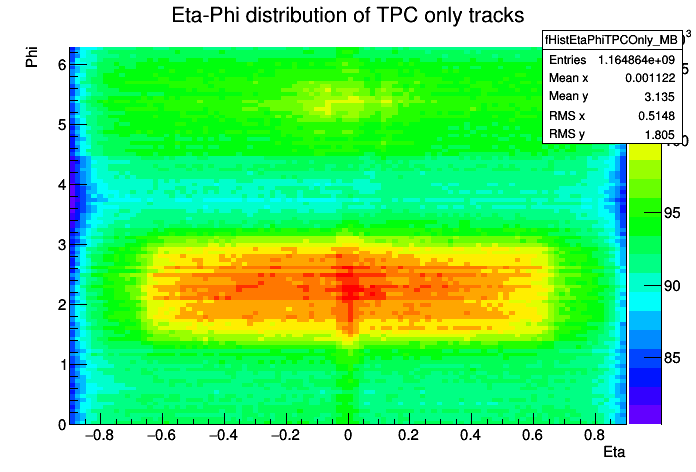 Eta-Phi distribution of TPC only tracks
fHistEtaPhiTPCOnly_MB
Entries 1.164864e+09
Mean x 0.001122
Mean y 3.135
RMS x 0.5148
RMS y 1.805
Phi
6
5
4
3
2
1
0
−0.8 −0.6 −0.4 −0.2 0 0.2 0.4 0.6 0.8
Eta
95
90
85